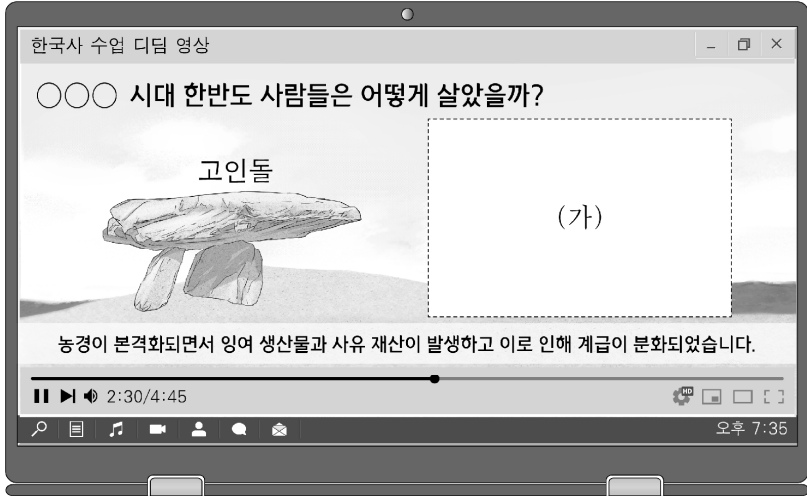 한국사 수업 디딤 영상
○○○ 시대 한반도 사람들은 어떻게 살았을까?
고인돌
(가)
농경이 본격화되면서 잉여 생산물과 사유 재산이 발생하고 이로 인해 계급이 분화되었습니다.
2:30/4:45
HD
오후 7:35